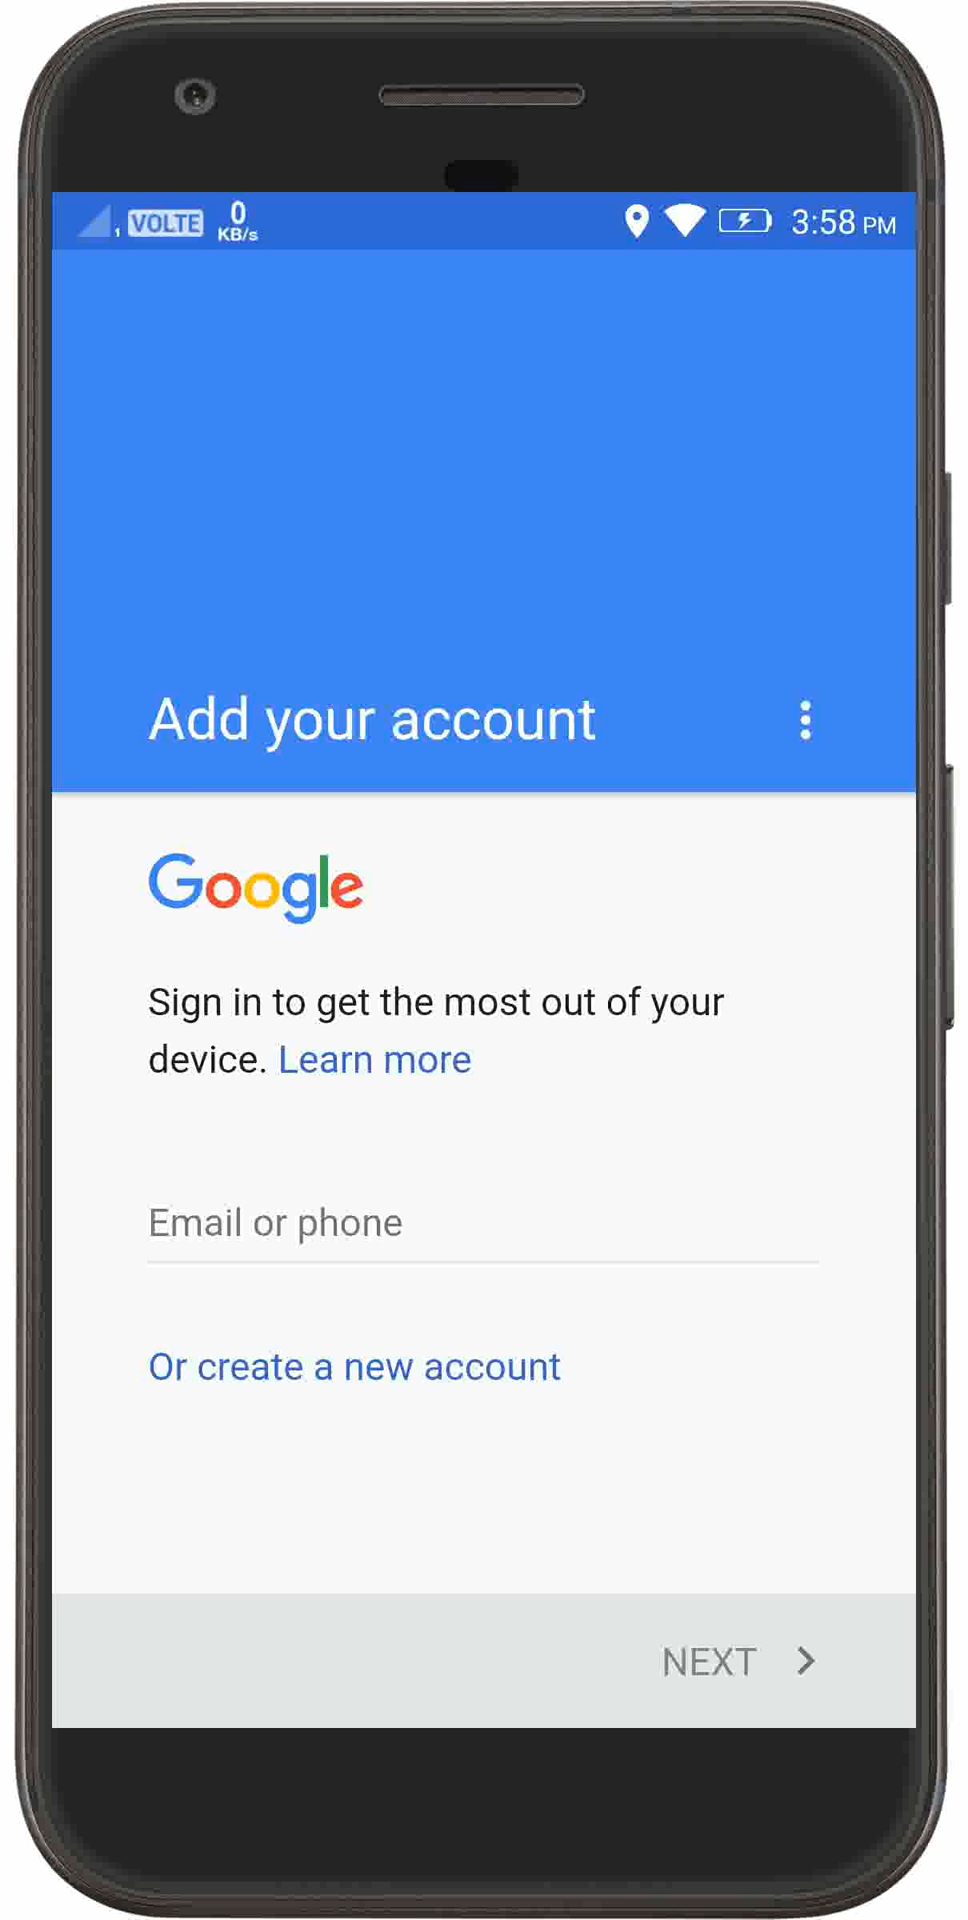 1 VOLTE 0 KB/s 3:58 PM
Add your account
Google
Sign in to get the most out of your
device. Learn more
Email or phone
Or create a new account
NEXT